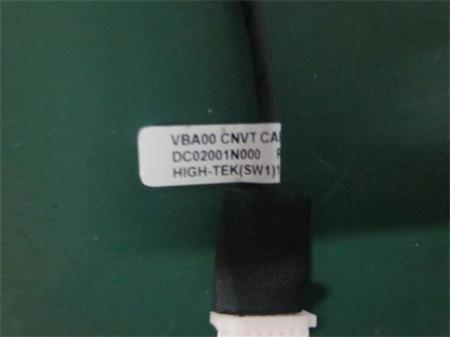 VBA00 CNVT CA
DC02001N000
HIGH-TEK(SW1)